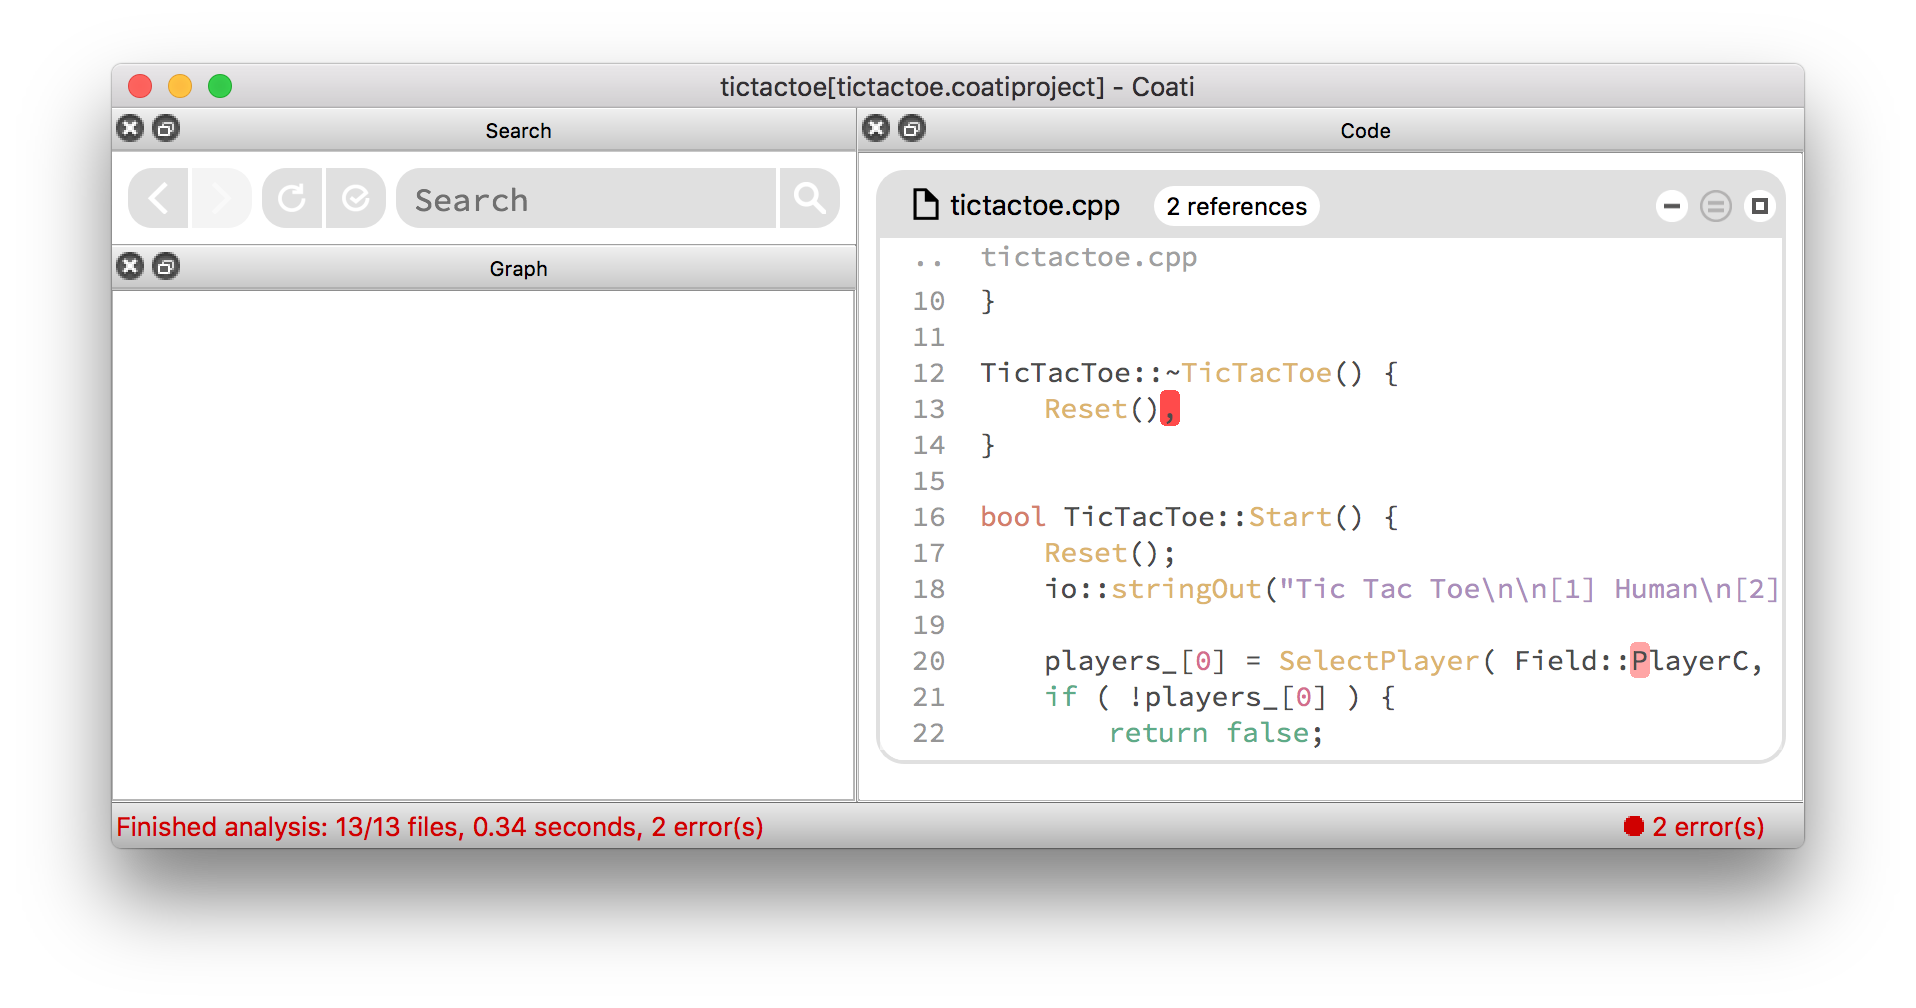 tictactoe[tictactoe.coatiproject] - Coati
Search
Search
Graph
Code
tictactoe.cpp 2 references
.. tictactoe.cpp
10 }
11
12 TicTacToe::~TicTacToe() {
13     Reset(),
14 }
15
16 bool TicTacToe::Start() {
17     Reset();
18     io::stringOut("Tic Tac Toe\n\n[1] Human\n[2]
19
20     players_[0] = SelectPlayer( Field::PlayerC,
21     if ( !players_[0] ) {
22         return false;
Finished analysis: 13/13 files, 0.34 seconds, 2 error(s)
2 error(s)